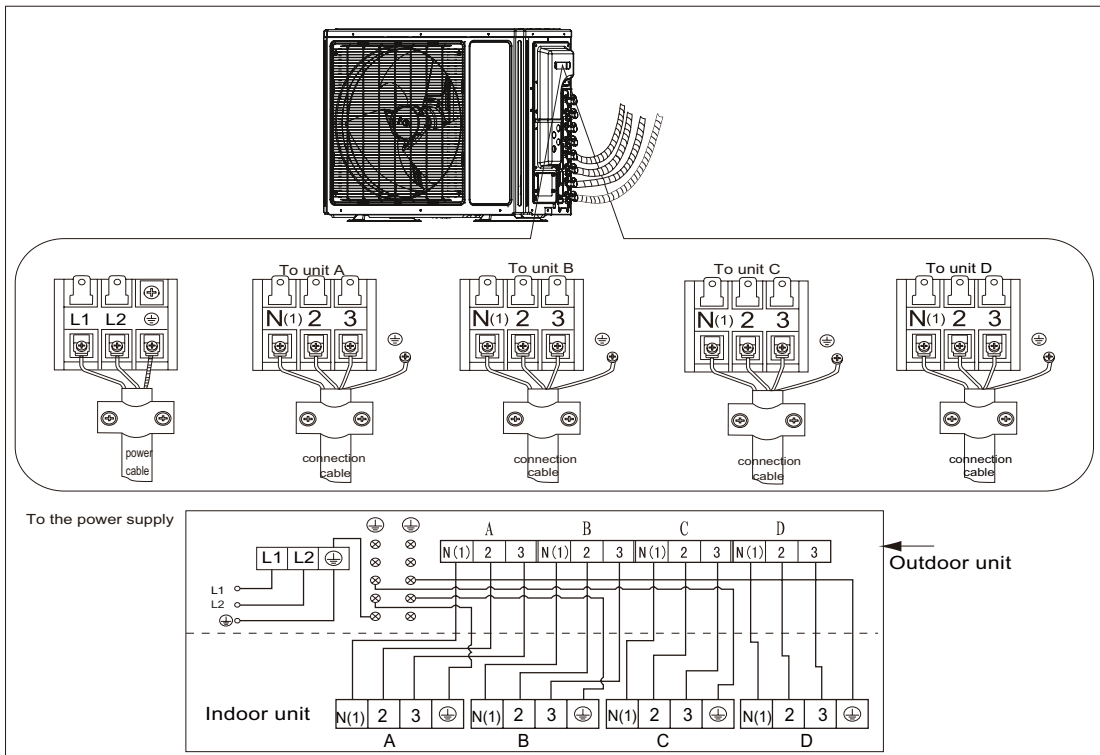 To unit A
To unit B
To unit C
To unit D
L1 L2 ⏚
N(1) 2 3 ⏚
N(1) 2 3 ⏚
N(1) 2 3 ⏚
N(1) 2 3 ⏚
power
cable
connection
cable
connection
cable
connection
cable
connection
cable
To the power supply
A B C D
N(1) 2 3 N(1) 2 3 N(1) 2 3 N(1) 2 3
L1 L2 ⏚
Outdoor unit
L1
L2
⏚
Indoor unit
N(1) 2 3 ⏚ N(1) 2 3 ⏚ N(1) 2 3 ⏚ N(1) 2 3 ⏚
A B C D